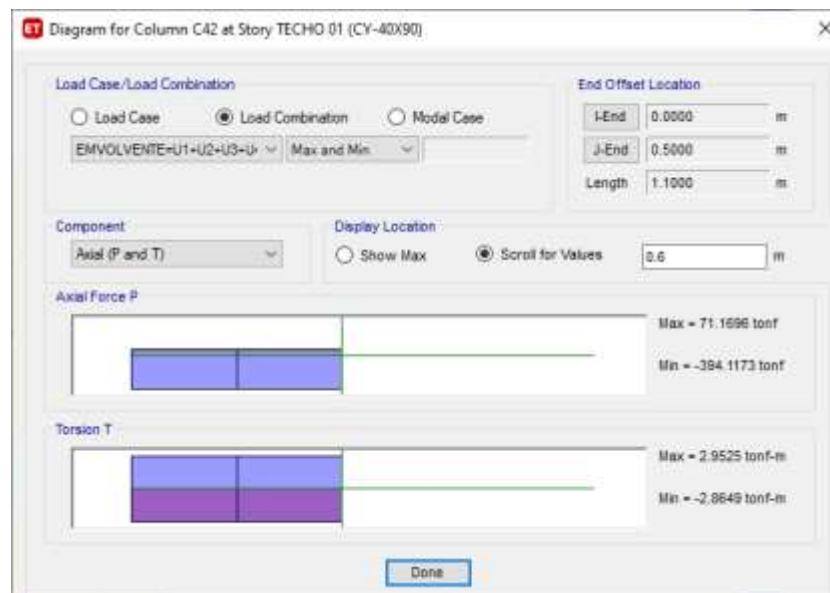 ET Diagram for Column C42 at Story TECHO 01 (CY-40X90)
Load Case/Load Combination
Load Case Load Combination Modal Case
EMVOLVENTE=U1+U2+U3+U Max and Min
End Offset Location
I-End 0.0000 m
J-End 0.5000 m
Length 1.1000 m
Component
Axial (P and T)
Display Location
Show Max Scroll for Values 0.6 m
Axial Force P
Max = 71.1696 tonf
Min = -394.1173 tonf
Torsion T
Max = 2.9525 tonf-m
Min = -2.8649 tonf-m
Done